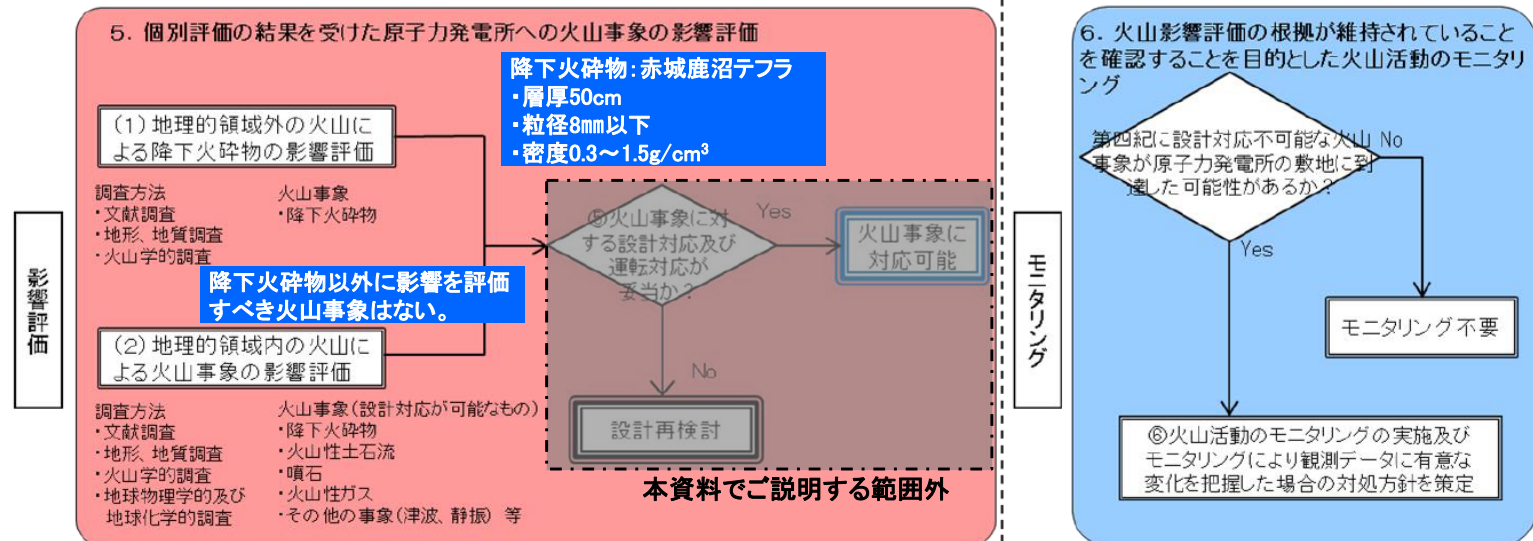 影響評価
5. 個別評価の結果を受けた原子力発電所への火山事象の影響評価
降下火砕物：赤城鹿沼テフラ
・層厚50cm
・粒径8㎜以下
・密度0.3～1.5g/cm³
(1)地理的領域外の火山に
よる降下火砕物の影響評価
調査方法
・文献調査
・地形、地質調査
・火山学的調査
火山事象
・降下火砕物
降下火砕物以外に影響を評価
すべき火山事象はない。
(2)地理的領域内の火山に
よる火山事象の影響評価
調査方法
・文献調査
・地形、地質調査
・火山学的調査
・地球物理学的及び
地球化学的調査
火山事象(設計対応が可能なもの)
・降下火砕物
・火山性土石流
・噴石
・火山性ガス
・その他の事象(津波、静振) 等
⑤火山事象に対
する設計対応及び
運転対応が
妥当か？
Yes
火山事象に
対応可能
No
設計再検討
本資料でご説明する範囲外
モニタリング
6. 火山影響評価の根拠が維持されていること
を確認することを目的とした火山活動のモニタリ
ング
第四紀に設計対応不可能な火山
事象が原子力発電所の敷地に到
達した可能性があるか？
No
Yes
モニタリング不要
⑥火山活動のモニタリングの実施及び
モニタリングにより観測データに有意な
変化を把握した場合の対処方針を策定